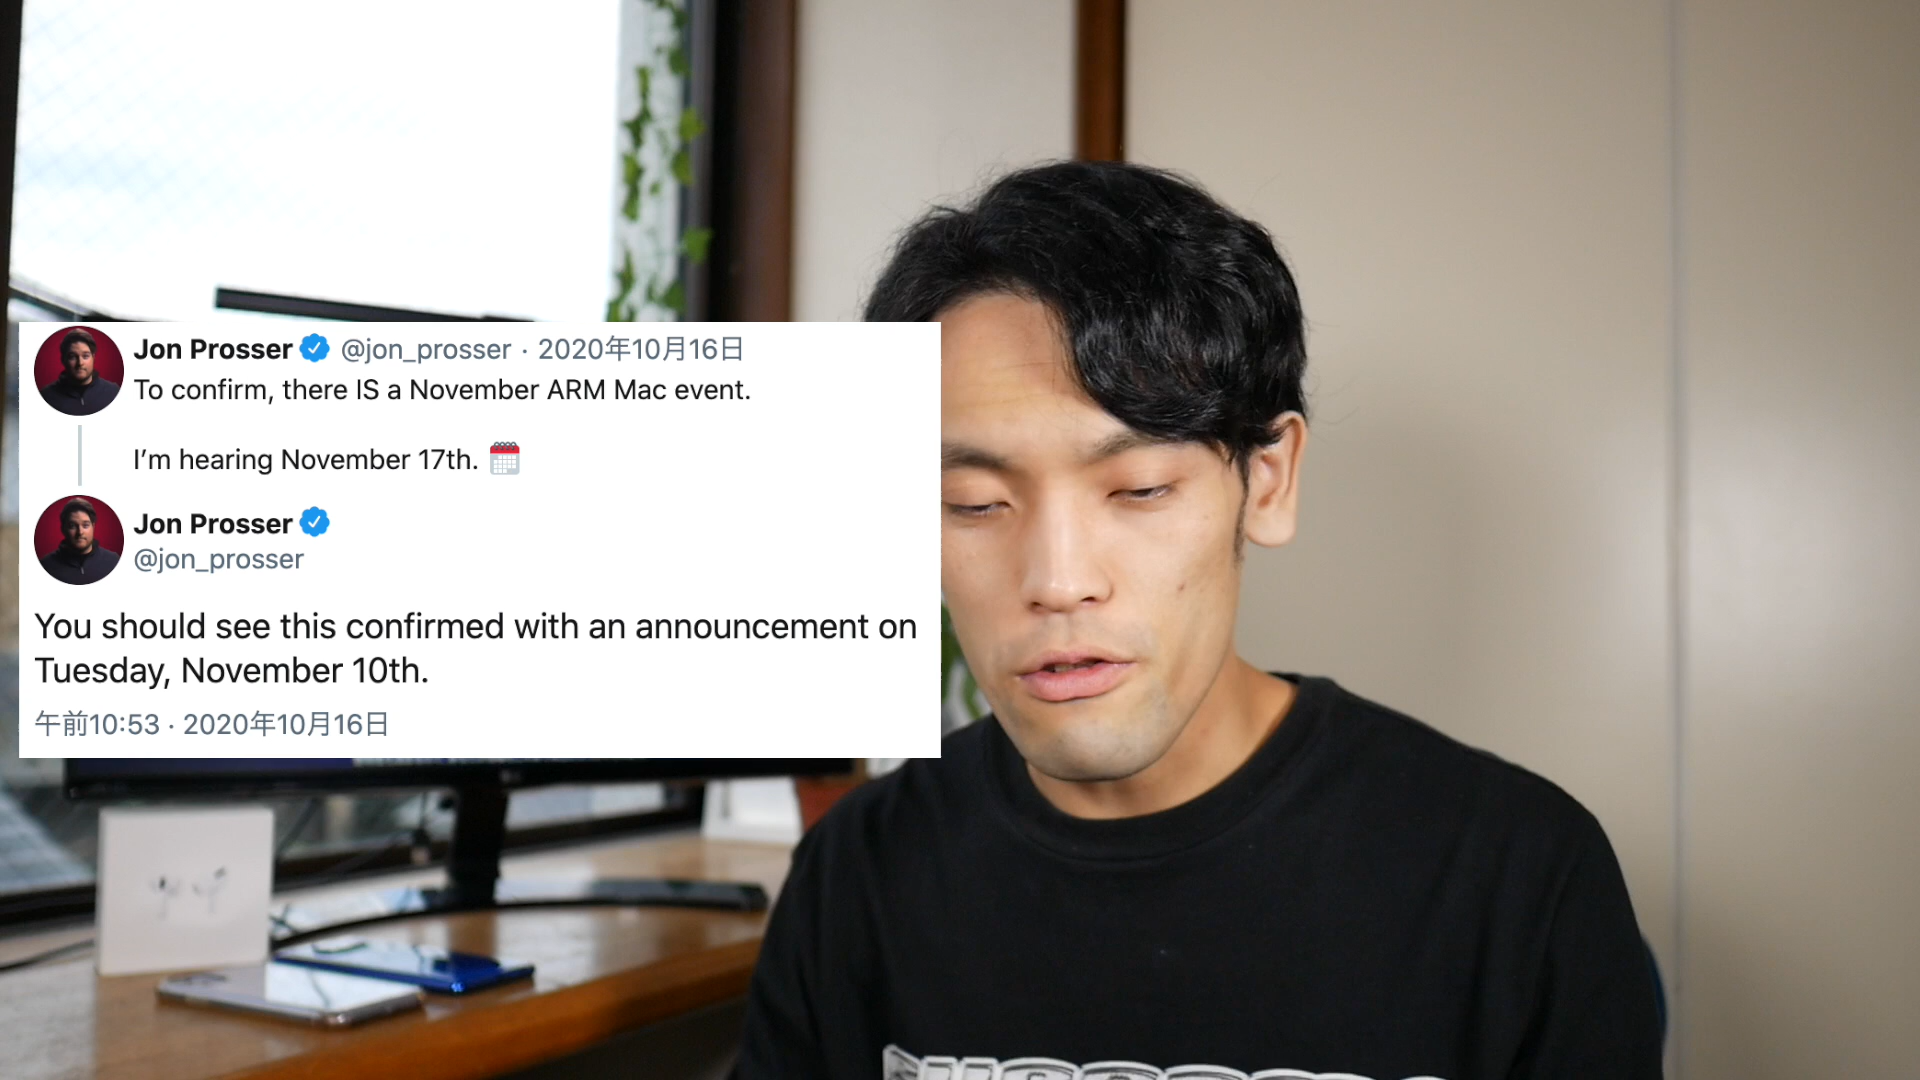 Jon Prosser @jon_prosser · 2020年10月16日
To confirm, there IS a November ARM Mac event.
I’m hearing November 17th.
Jon Prosser
@jon_prosser
You should see this confirmed with an announcement on
Tuesday, November 10th.
午前10:53 · 2020年10月16日